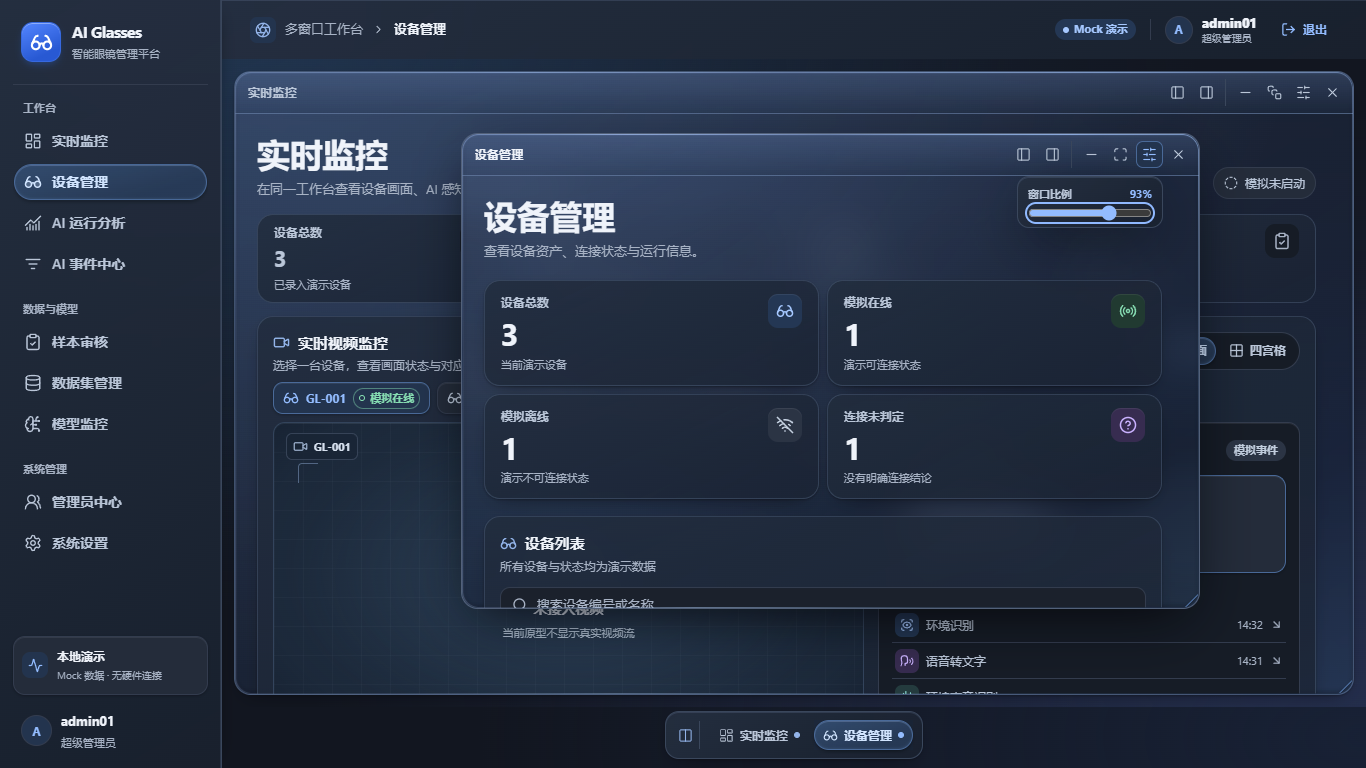 AI Glasses
智能眼镜管理平台
工作台
实时监控
设备管理
AI 运行分析
AI 事件中心
数据与模型
样本审核
数据集管理
模型监控
系统管理
管理员中心
系统设置
本地演示
Mock 数据 · 无硬件连接
A
admin01
超级管理员
多窗口工作台
设备管理
Mock 演示
A
admin01
超级管理员
退出
实时监控
实时监控
在同一工作台查看设备画面、AI 感知
模拟未启动
设备总数
3
已录入演示设备
实时视频监控
选择一台设备，查看画面状态与对应
四宫格
GL-001
模拟在线
GL-001
模拟事件
设备管理
窗口比例
93%
设备管理
查看设备资产、连接状态与运行信息。
设备总数
3
当前演示设备
模拟在线
1
演示可连接状态
模拟离线
1
演示不可连接状态
连接未判定
1
没有明确连接结论
设备列表
所有设备与状态均为演示数据
搜索设备编号或名称
未接入视频
当前原型不显示真实视频流
环境识别
14:32
语音转文字
14:31
实时监控
设备管理